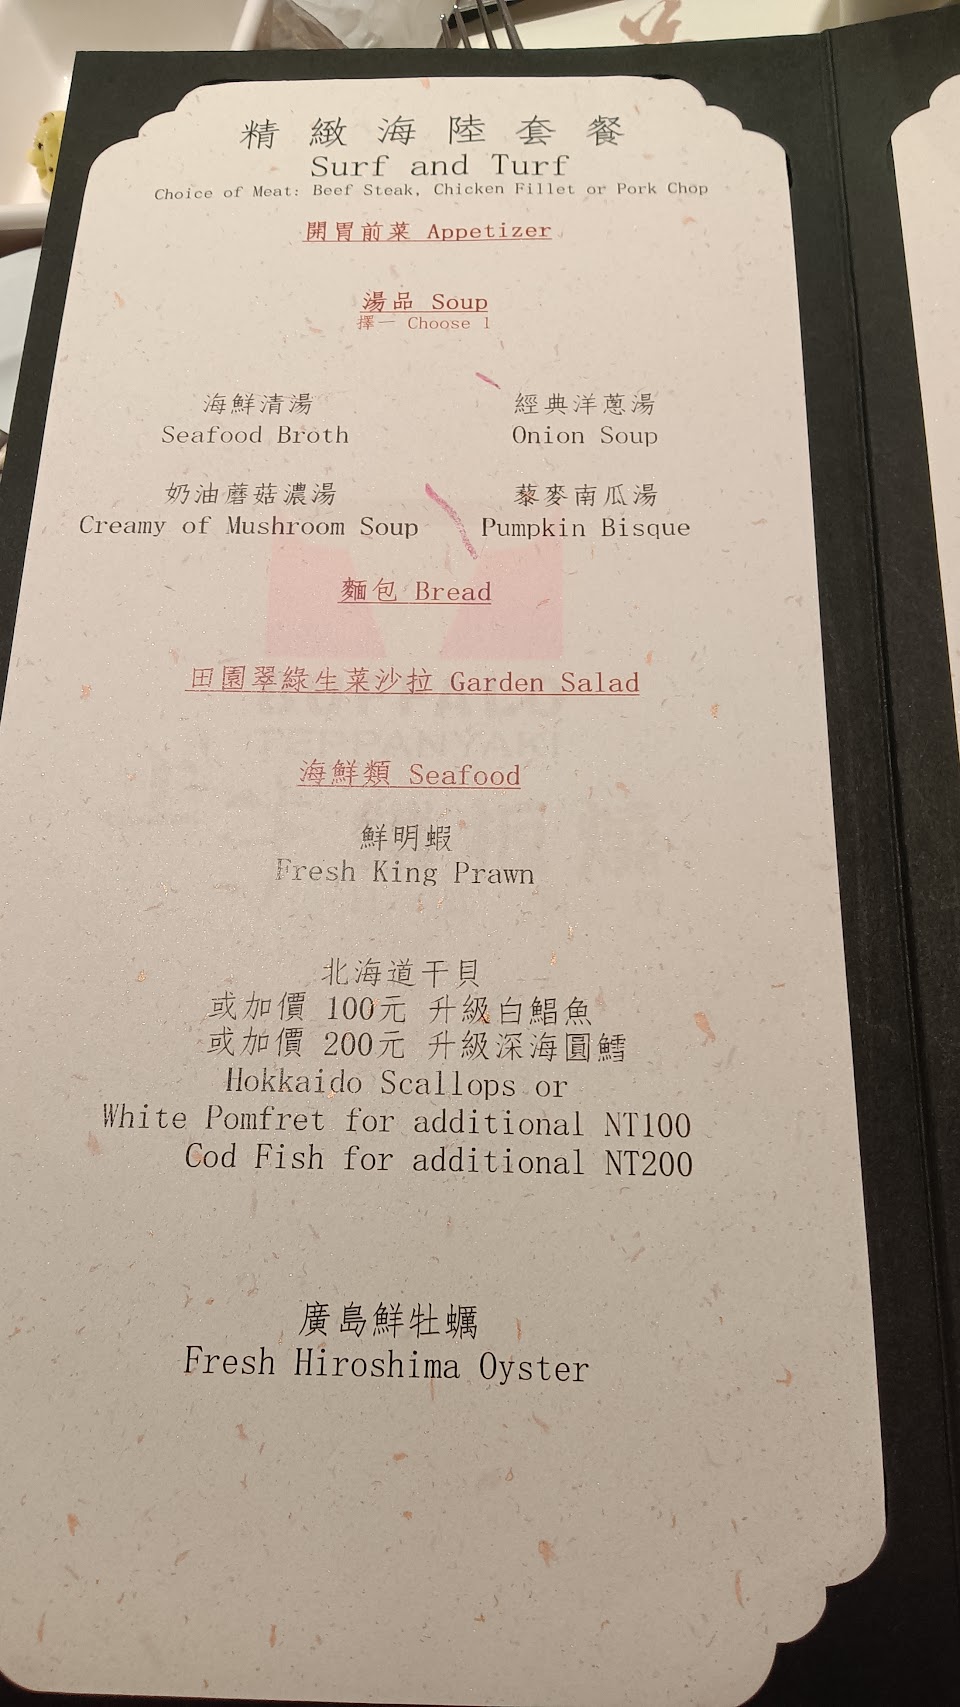 精緻海陸套餐
Surf and Turf
Choice of Meat: Beef Steak, Chicken Fillet or Pork Chop
開胃前菜 Appetizer
湯品 Soup
擇一 Choose 1
海鮮清湯
Seafood Broth
經典洋蔥湯
Onion Soup
奶油蘑菇濃湯
Creamy of Mushroom Soup
藜麥南瓜湯
Pumpkin Bisque
麵包 Bread
田園翠綠生菜沙拉 Garden Salad
BUFFALO
TEPPANYAKI
海鮮類 Seafood
鮮明蝦
Fresh King Prawn
北海道干貝
或加價 100元 升級白鯧魚
或加價 200元 升級深海圓鱈
Hokkaido Scallops or
White Pomfret for additional NT100
Cod Fish for additional NT200
廣島鮮牡蠣
Fresh Hiroshima Oyster